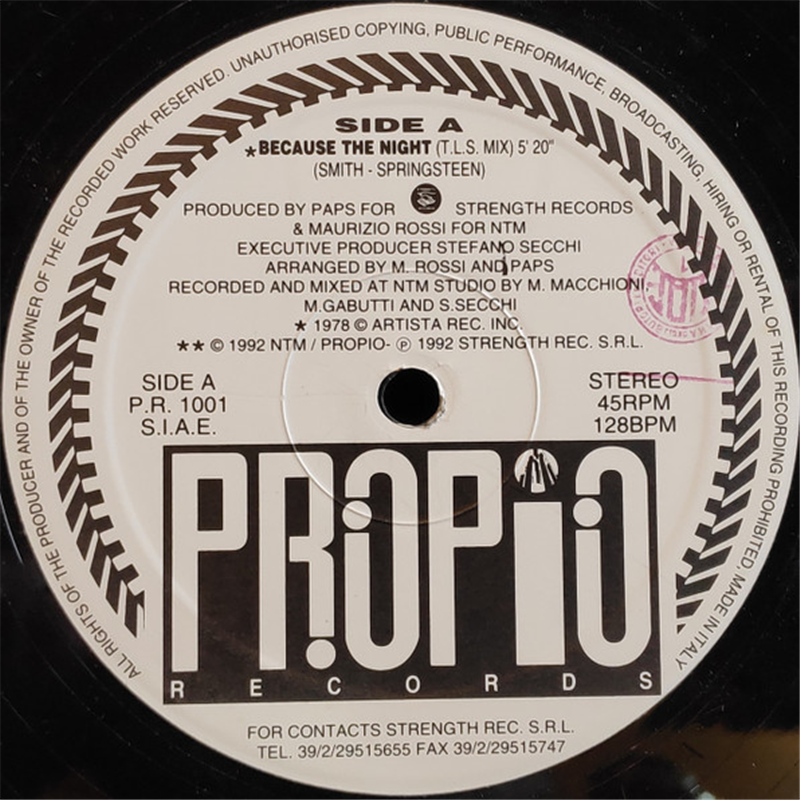 ALL RIGHTS OF THE PRODUCER AND OF THE OWNER OF THE RECORDED WORK RESERVED. UNAUTHORISED COPYING, PUBLIC PERFORMANCE, BROADCASTING, HIRING OR RENTAL OF THIS RECORDING PROHIBITED. MADE IN ITALY
SIDE A
*BECAUSE THE NIGHT (T.L.S. MIX) 5' 20"
(SMITH - SPRINGSTEEN)
PRODUCED BY PAPS FOR STRENGTH RECORDS
& MAURIZIO ROSSI FOR NTM
EXECUTIVE PRODUCER STEFANO SECCHI
ARRANGED BY M. ROSSI AND PAPS
RECORDED AND MIXED AT NTM STUDIO BY M. MACCHIONI,
M.GABUTTI AND S.SECCHI
* 1978 © ARTISTA REC. INC.
** © 1992 NTM / PROPIO- ℗ 1992 STRENGTH REC. S.R.L.
SIDE A
P.R. 1001
S.I.A.E.
STEREO
45RPM
128BPM
PROPIO
RECORDS
FOR CONTACTS STRENGTH REC. S.R.L.
TEL. 39/2/29515655 FAX 39/2/29515747